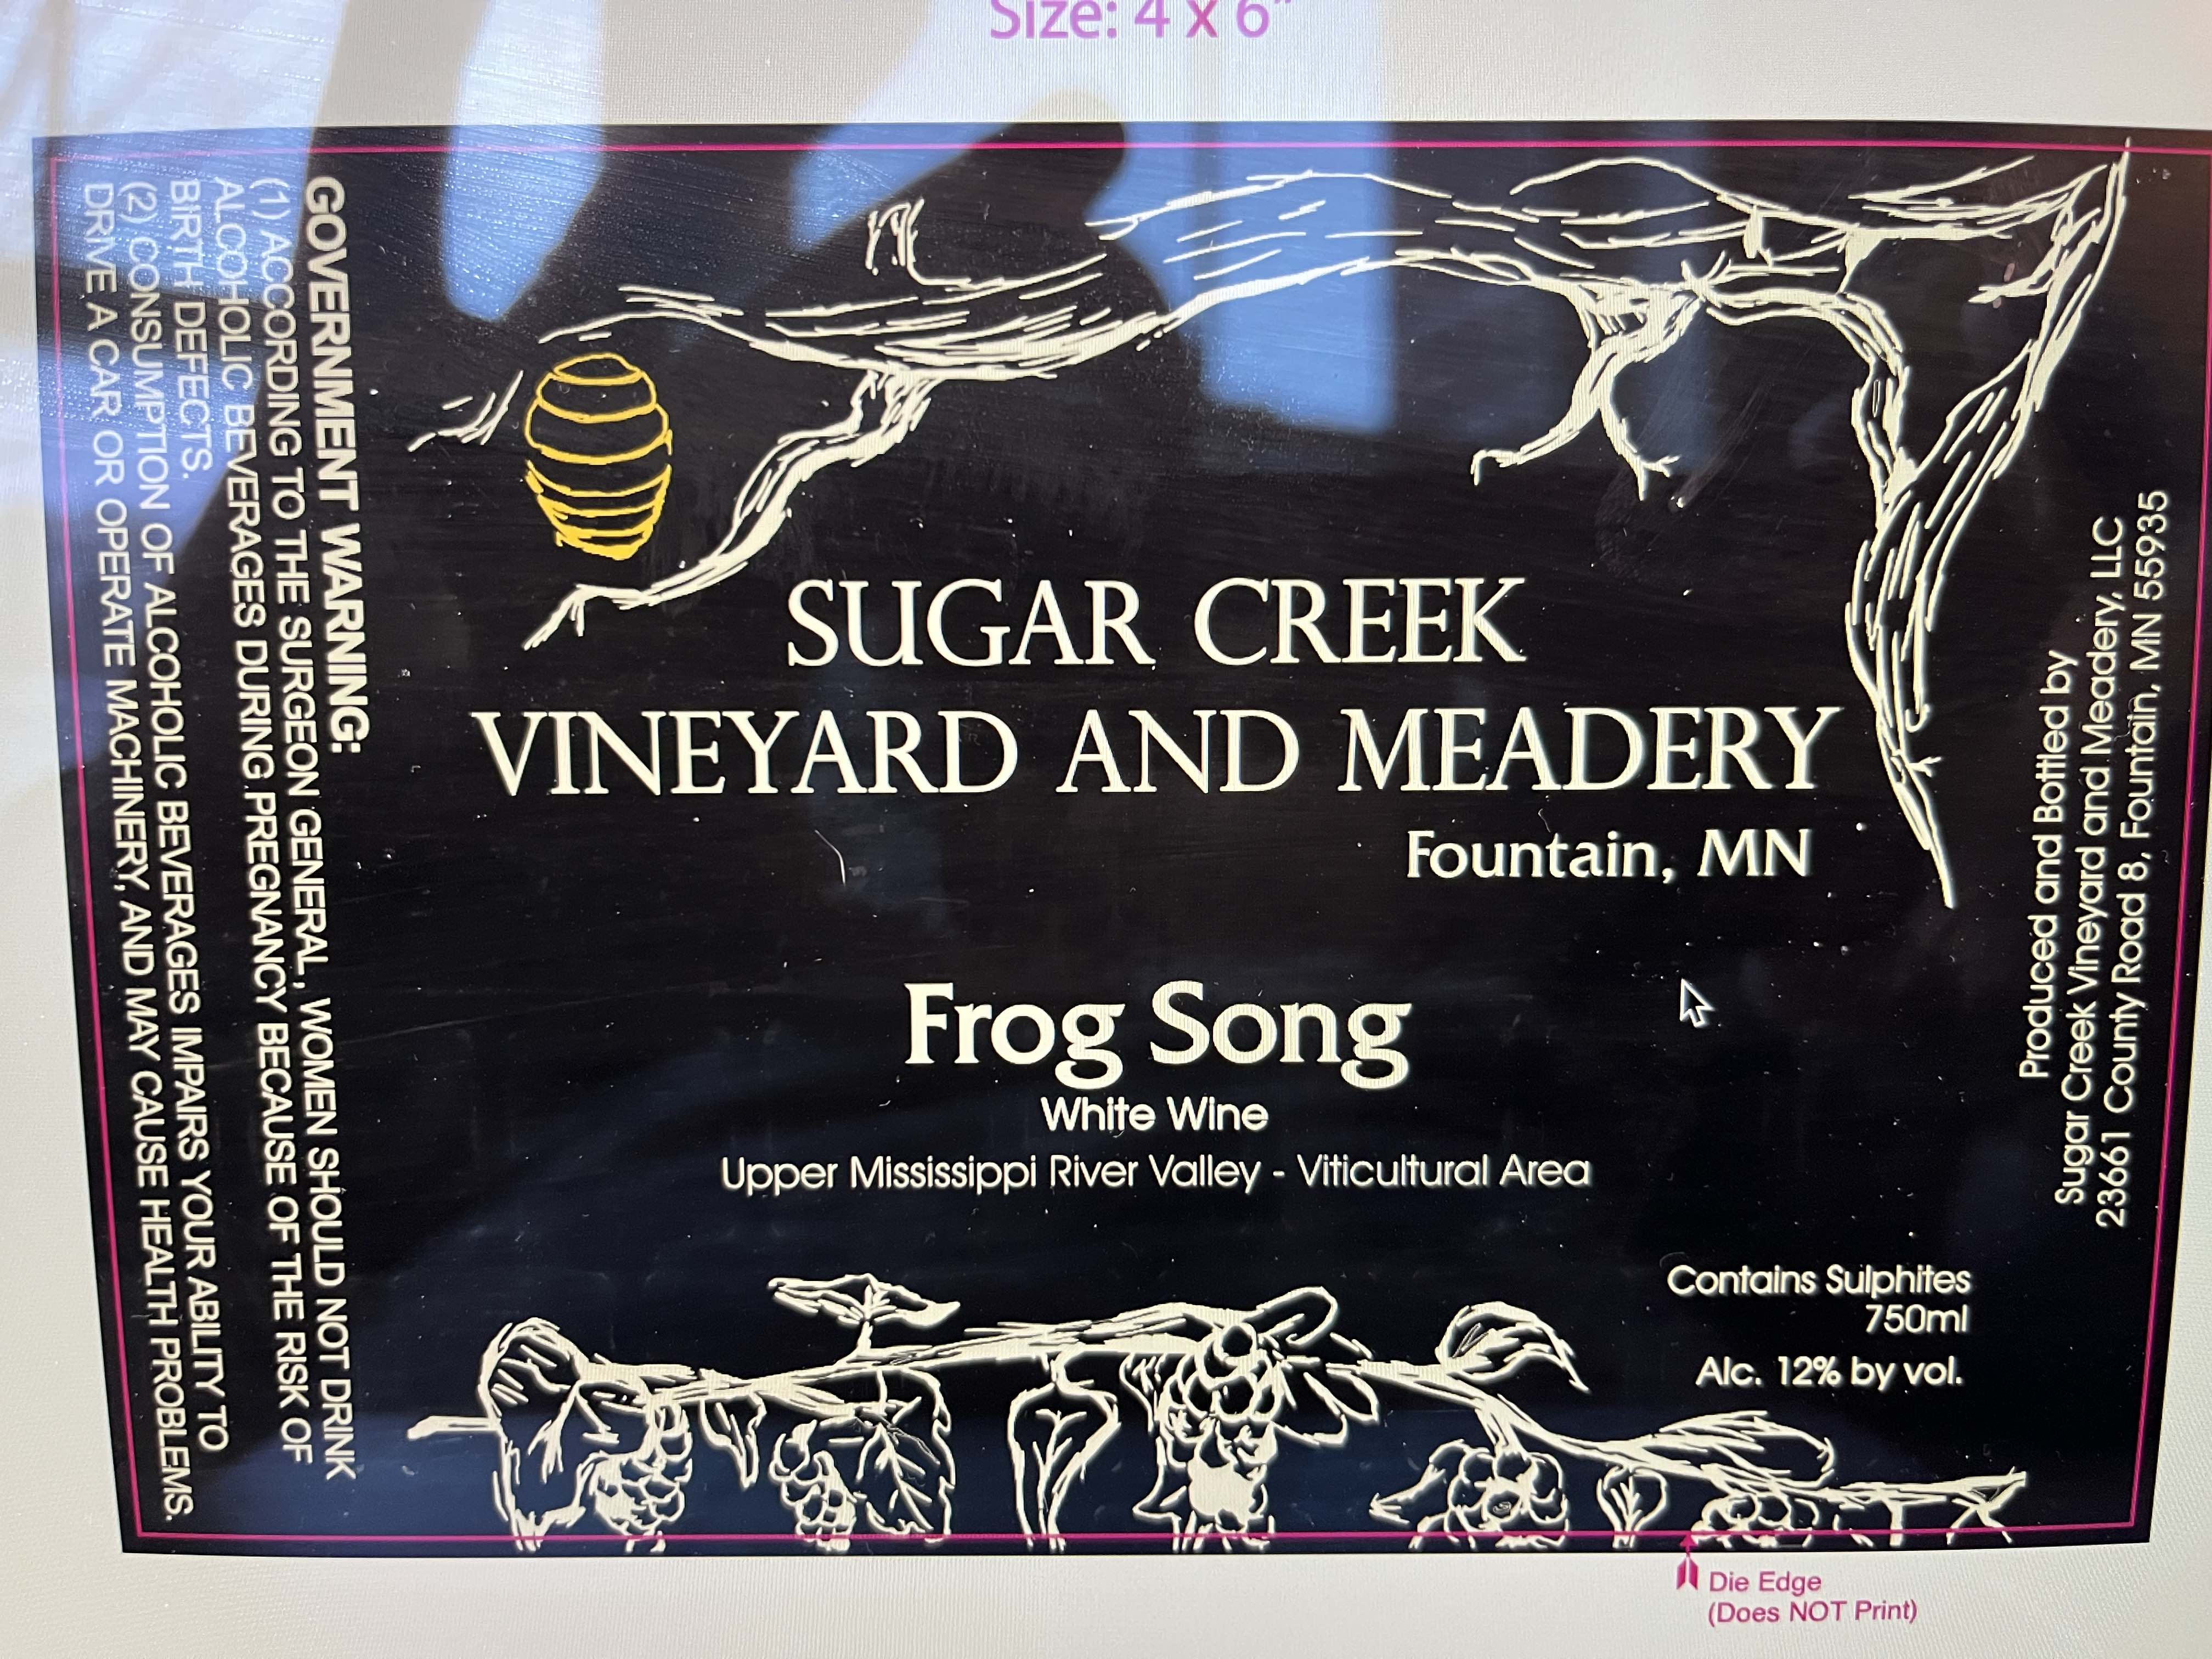 Size: 4 x 6"
GOVERNMENT WARNING:
(1) ACCORDING TO THE SURGEON GENERAL, WOMEN SHOULD NOT DRINK
ALCOHOLIC BEVERAGES DURING PREGNANCY BECAUSE OF THE RISK OF
BIRTH DEFECTS.
(2) CONSUMPTION OF ALCOHOLIC BEVERAGES IMPAIRS YOUR ABILITY TO
DRIVE A CAR OR OPERATE MACHINERY, AND MAY CAUSE HEALTH PROBLEMS.
SUGAR CREEK
VINEYARD AND MEADERY
Fountain, MN
Frog Song
White Wine
Upper Mississippi River Valley - Viticultural Area
Contains Sulphites
750ml
Alc. 12% by vol.
Produced and Bottled by
Sugar Creek Vineyard and Meadery, LLC
23661 County Road 8, Fountain, MN 55935
Die Edge
(Does NOT Print)